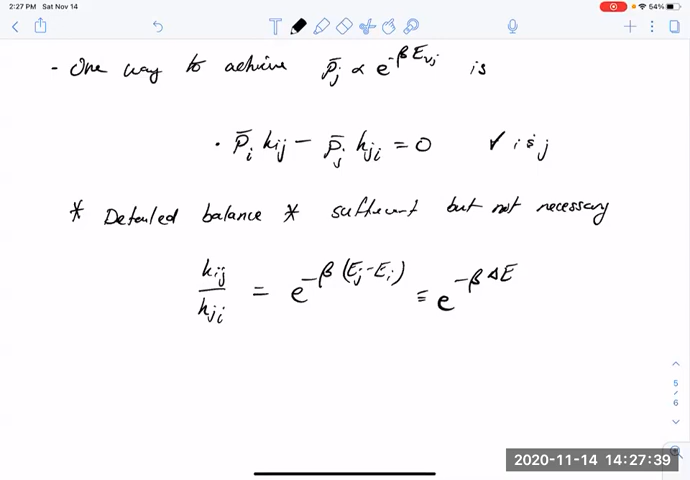 2:27 PM Sat Nov 14
54%
- One way to achieve P̄j ∝ e^-βEνj is
· P̄i kij - P̄j kji = 0 ∀ i & j
* Detailed balance * sufficient but not necessary
kij / kji = e^-β(Ej-Ei) ≡ e^-βΔE
5
/
6
2020-11-14 14:27:39